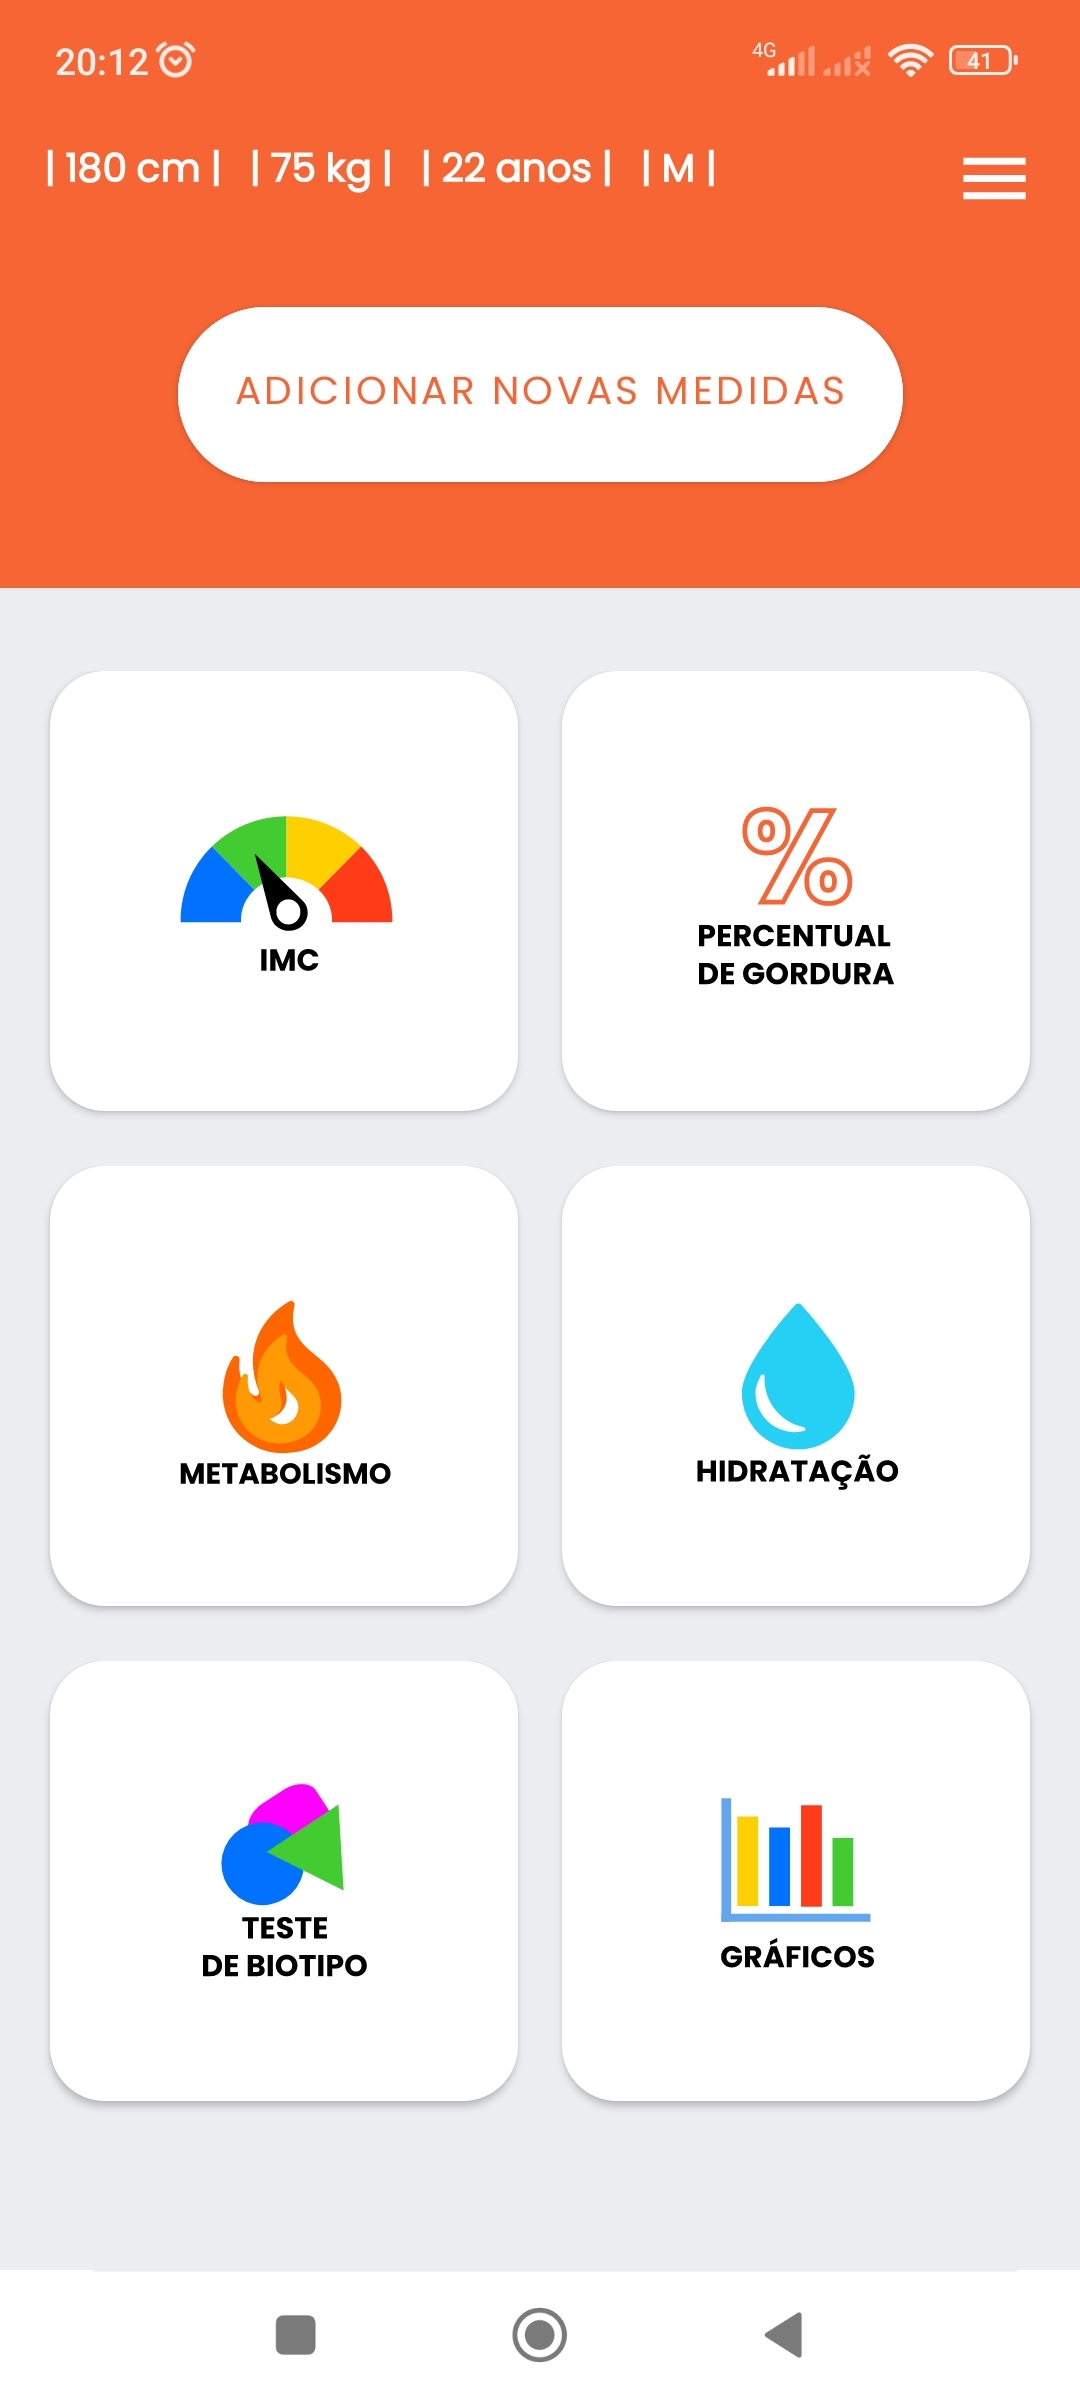 20:12 4G 41
| 180 cm | | 75 kg | | 22 anos | | M |
ADICIONAR NOVAS MEDIDAS
IMC
%
PERCENTUAL
DE GORDURA
METABOLISMO
HIDRATAÇÃO
TESTE
DE BIOTIPO
GRÁFICOS